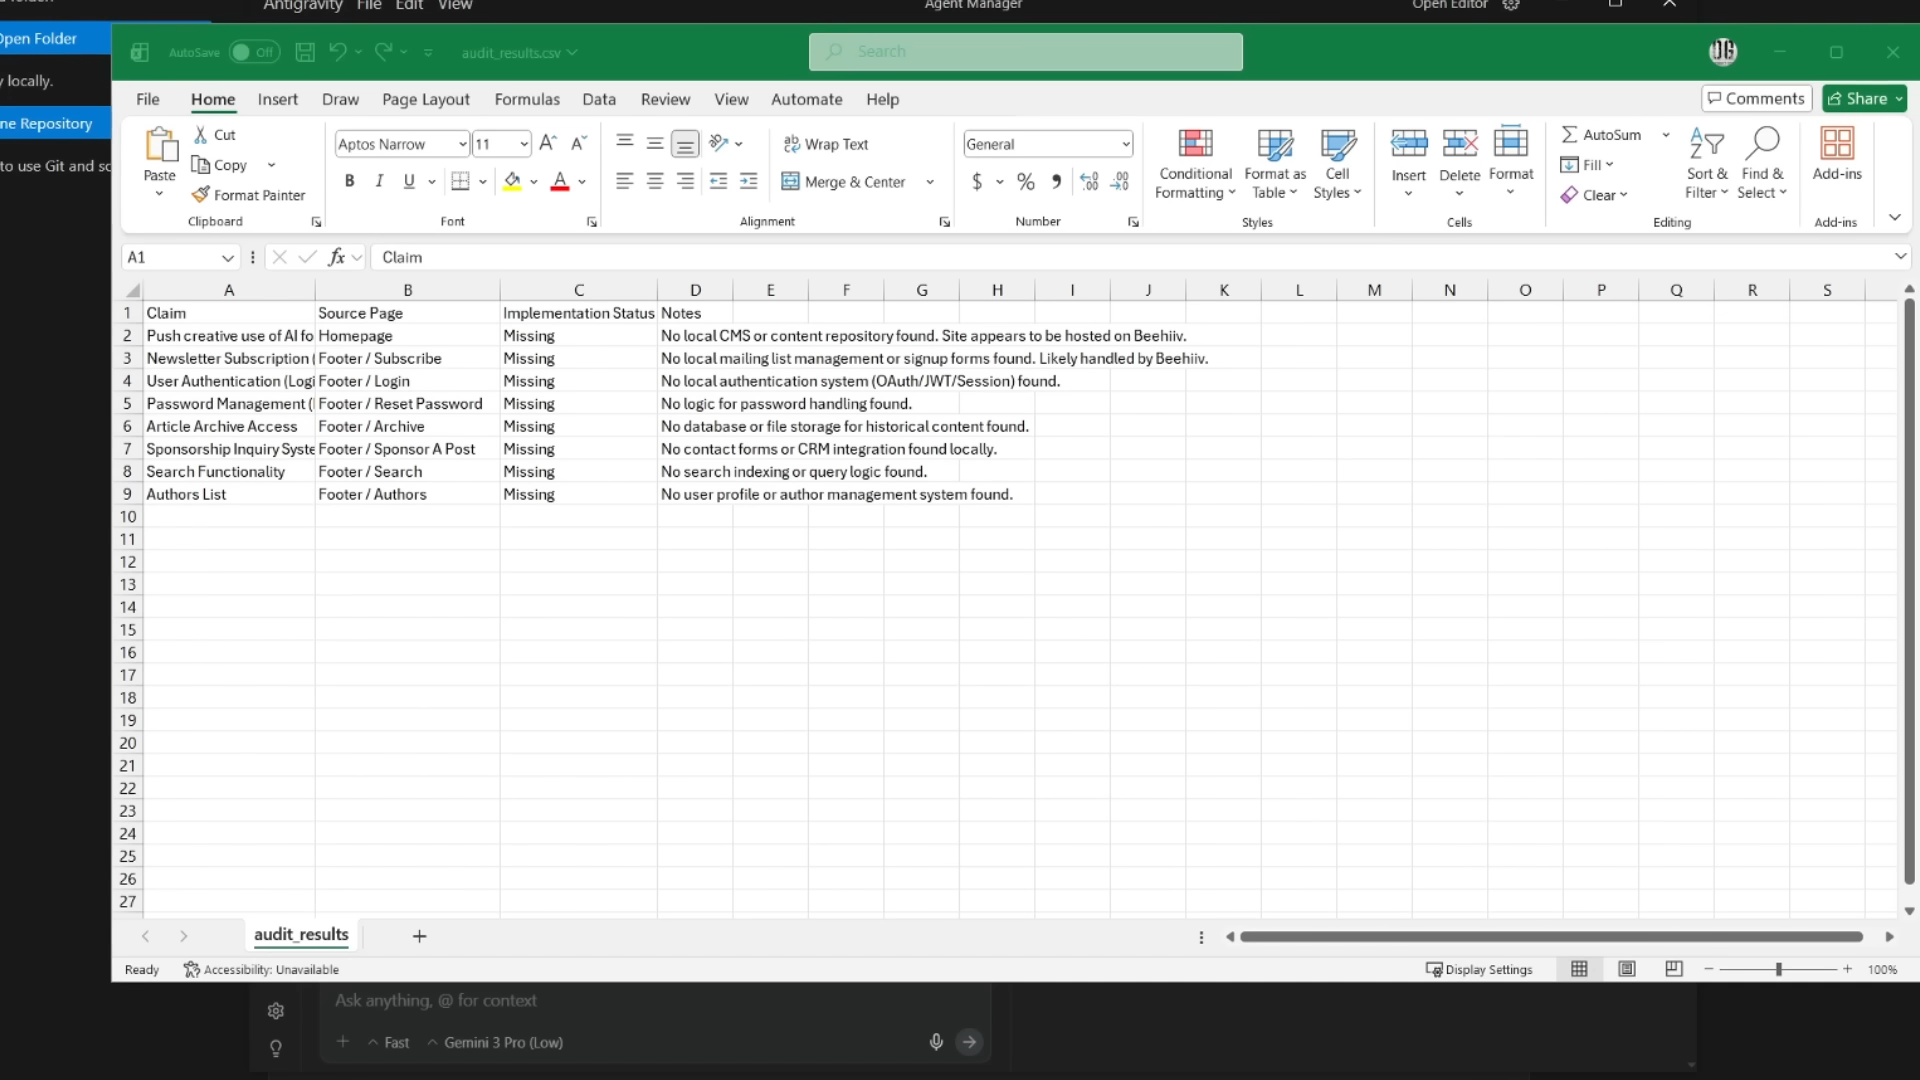 Antigravity File Edit View Agent Manager Open Editor
Open Folder
locally.
Repository
to use Git and
AutoSave Off audit_results.csv Search
File Home Insert Draw Page Layout Formulas Data Review View Automate Help Comments Share
Paste Cut Copy Format Painter Clipboard
Aptos Narrow 11 A A B I U A Font
Wrap Text Merge & Center Alignment
General $ % Number
Conditional Formatting Format as Table Cell Styles Styles
Insert Delete Format Cells
AutoSum Fill Clear Sort & Filter Find & Select Editing
Add-ins Add-ins
A1 fx Claim
A B C D E F G H I J K L M N O P Q R S
1 Claim Source Page Implementation Status Notes
2 Push creative use of AI fo Homepage Missing No local CMS or content repository found. Site appears to be hosted on Beehiiv.
3 Newsletter Subscription ( Footer / Subscribe Missing No local mailing list management or signup forms found. Likely handled by Beehiiv.
4 User Authentication (Logi Footer / Login Missing No local authentication system (OAuth/JWT/Session) found.
5 Password Management ( Footer / Reset Password Missing No logic for password handling found.
6 Article Archive Access Footer / Archive Missing No database or file storage for historical content found.
7 Sponsorship Inquiry Syste Footer / Sponsor A Post Missing No contact forms or CRM integration found locally.
8 Search Functionality Footer / Search Missing No search indexing or query logic found.
9 Authors List Footer / Authors Missing No user profile or author management system found.
10
11
12
13
14
15
16
17
18
19
20
21
22
23
24
25
26
27
audit_results
Ready Accessibility: Unavailable Display Settings 100%
Ask anything, @ for context
Fast Gemini 3 Pro (Low)